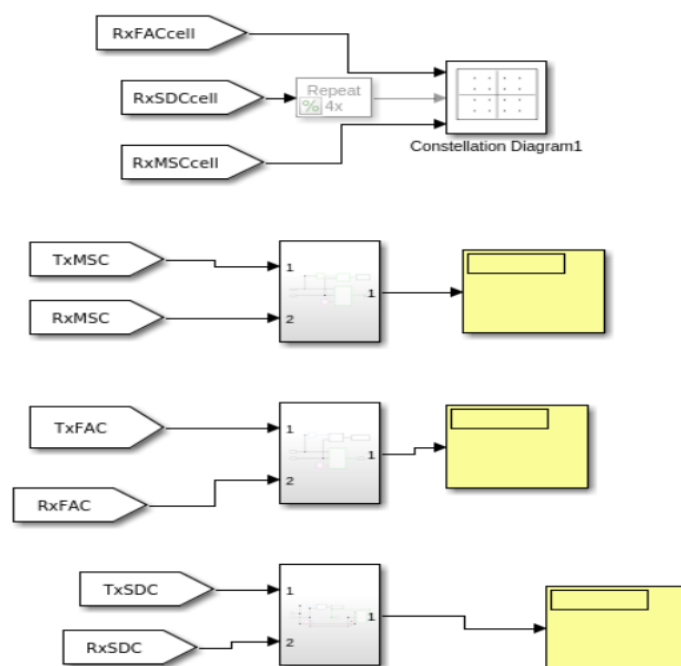 RxFACcell
RxSDCcell
Repeat
% 4x
RxMSCcell
Constellation Diagram1
TxMSC
1
1
RxMSC
2
TxFAC
1
1
RxFAC
2
TxSDC
1
1
RxSDC
2